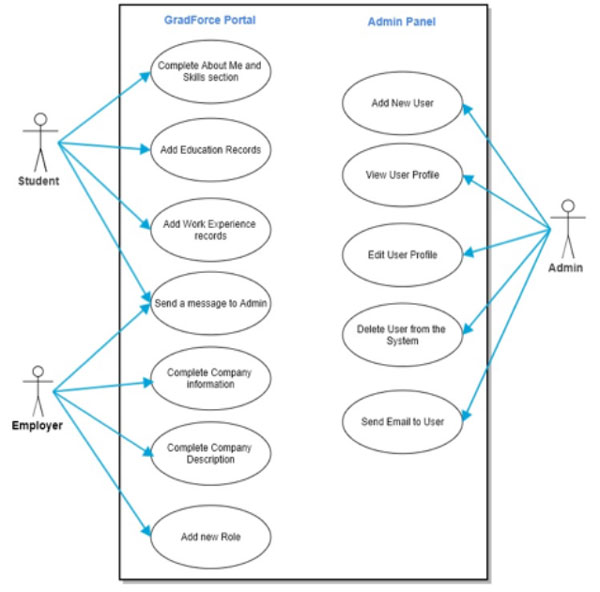 GradForce Portal
Admin Panel
Complete About Me and
Skills section
Add Education Records
Add Work Experience
records
Send a message to Admin
Complete Company
information
Complete Company
Description
Add new Role
Add New User
View User Profile
Edit User Profile
Delete User from the
System
Send Email to User
Student
Employer
Admin